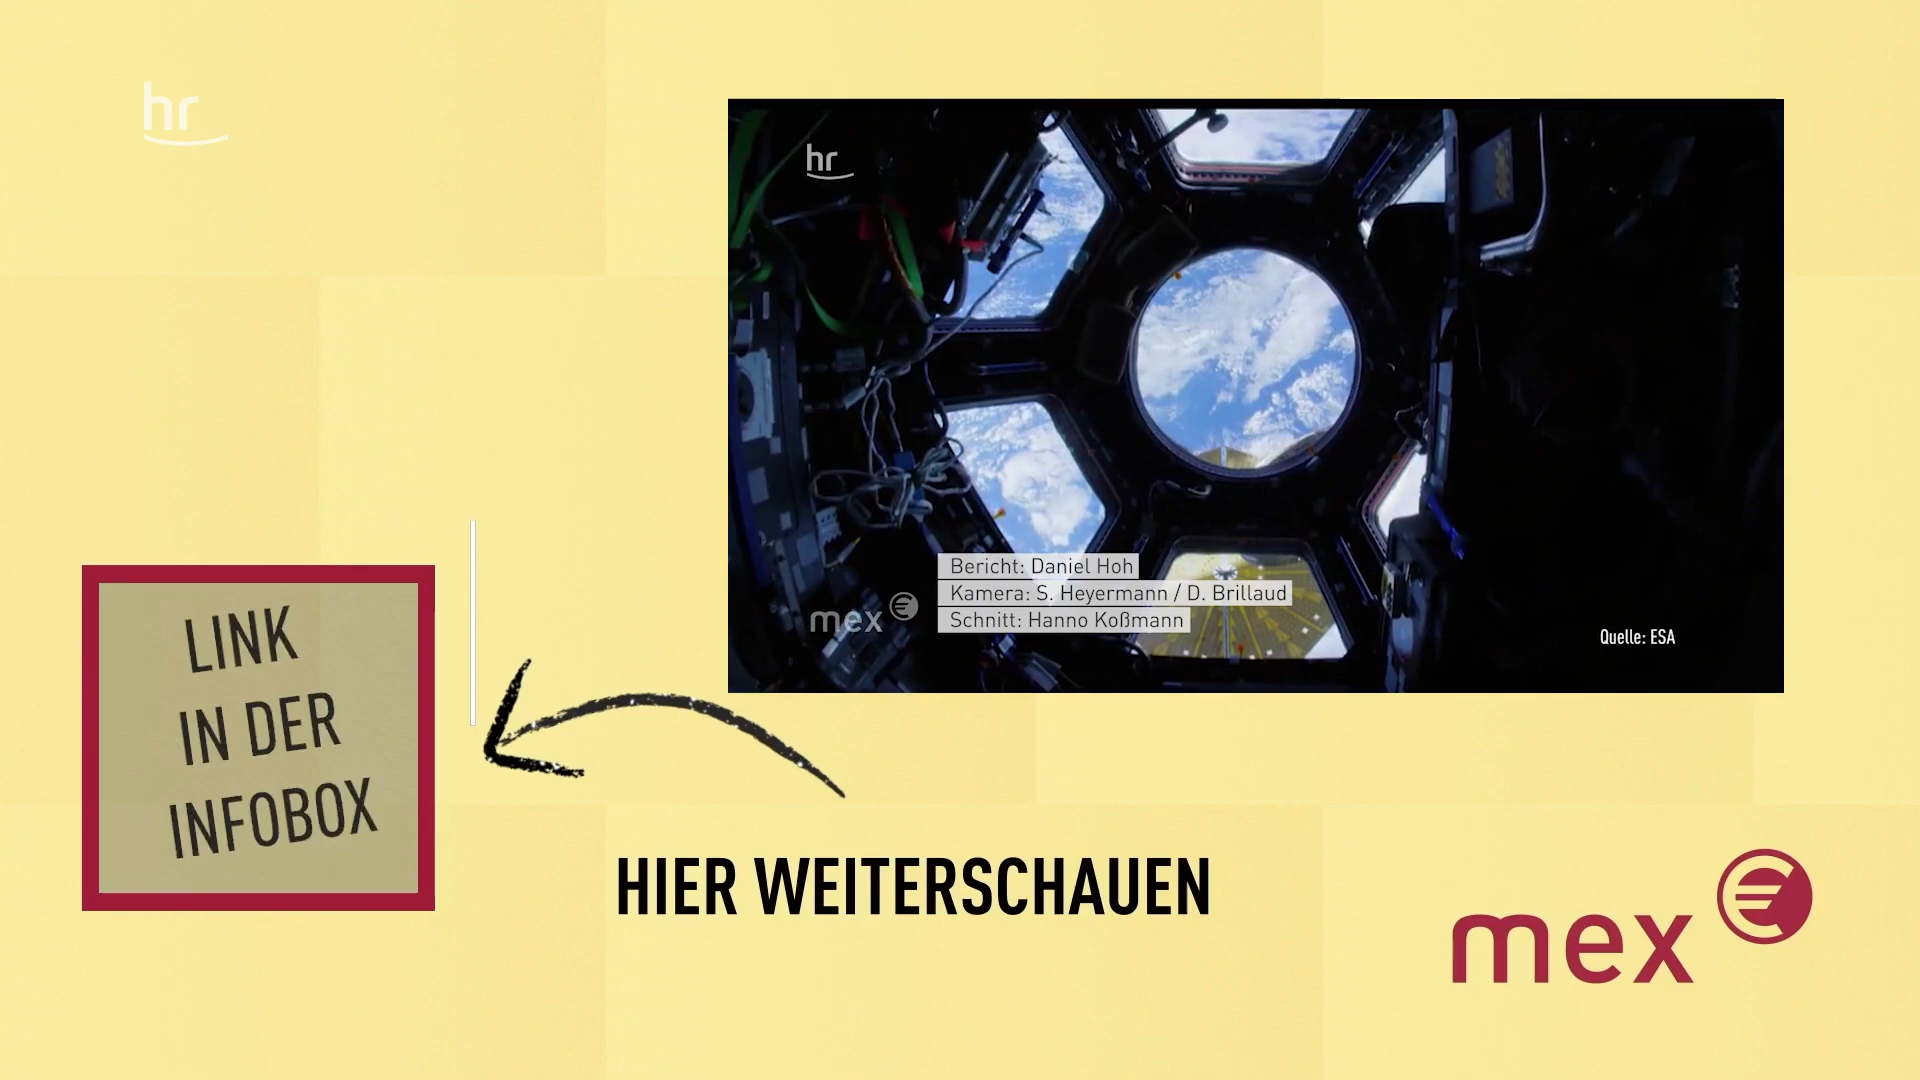 hr
hr
Bericht: Daniel Hoh
Kamera: S. Heyermann / D. Brillaud
Schnitt: Hanno Koßmann
mex
Quelle: ESA
LINK
IN DER
INFOBOX
HIER WEITERSCHAUEN
mex